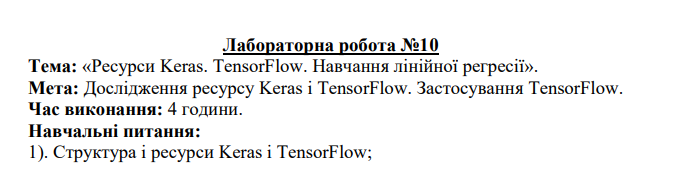 Лабораторна робота №10
Тема: «Ресурси Keras. TensorFlow. Навчання лінійної регресії».
Мета: Дослідження ресурсу Keras і TensorFlow. Застосування TensorFlow.
Час виконання: 4 години.
Навчальні питання:
1). Структура і ресурси Keras і TensorFlow;